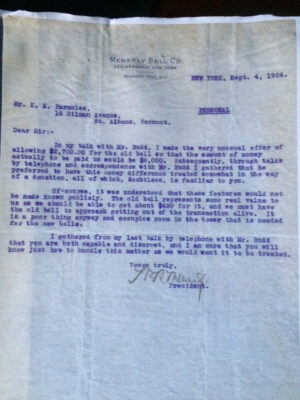 MENEELY BELL CO.
NEW YORK, Sept. 4, 1924.
Mr. K. A. Parmelee,
PERSONAL
16 Gilman Avenue,
St. Albans, Vermont.
Dear Sir:-
In my talk with Mr. Rudd, I made the very unusual offer of
allowing $2,700.00 for the old bell so that the amount of money
actually to be paid us would be $6,000. Subsequently, through talks
by telephone and correspondence with Mr. Rudd I gathered that he
preferred to have this money difference treated somewhat in the way
of a donation, all of which, doubtless, is familiar to you.
Of-course, it was understood that these features would not
be made known publicly. The old bell represents some real value to
us as we should be able to get about $450 for it, and we must have
the old bell to approach getting out of the transaction alive. It
is a poor thing anyway and occupies room in the tower that is needed
for the new bells.
I gathered from my last talk by telephone with Mr. Rudd
that you are both capable and discreet, and I am sure that you will
know just how to handle this matter as we would want it to be treated.
Yours truly,
President.